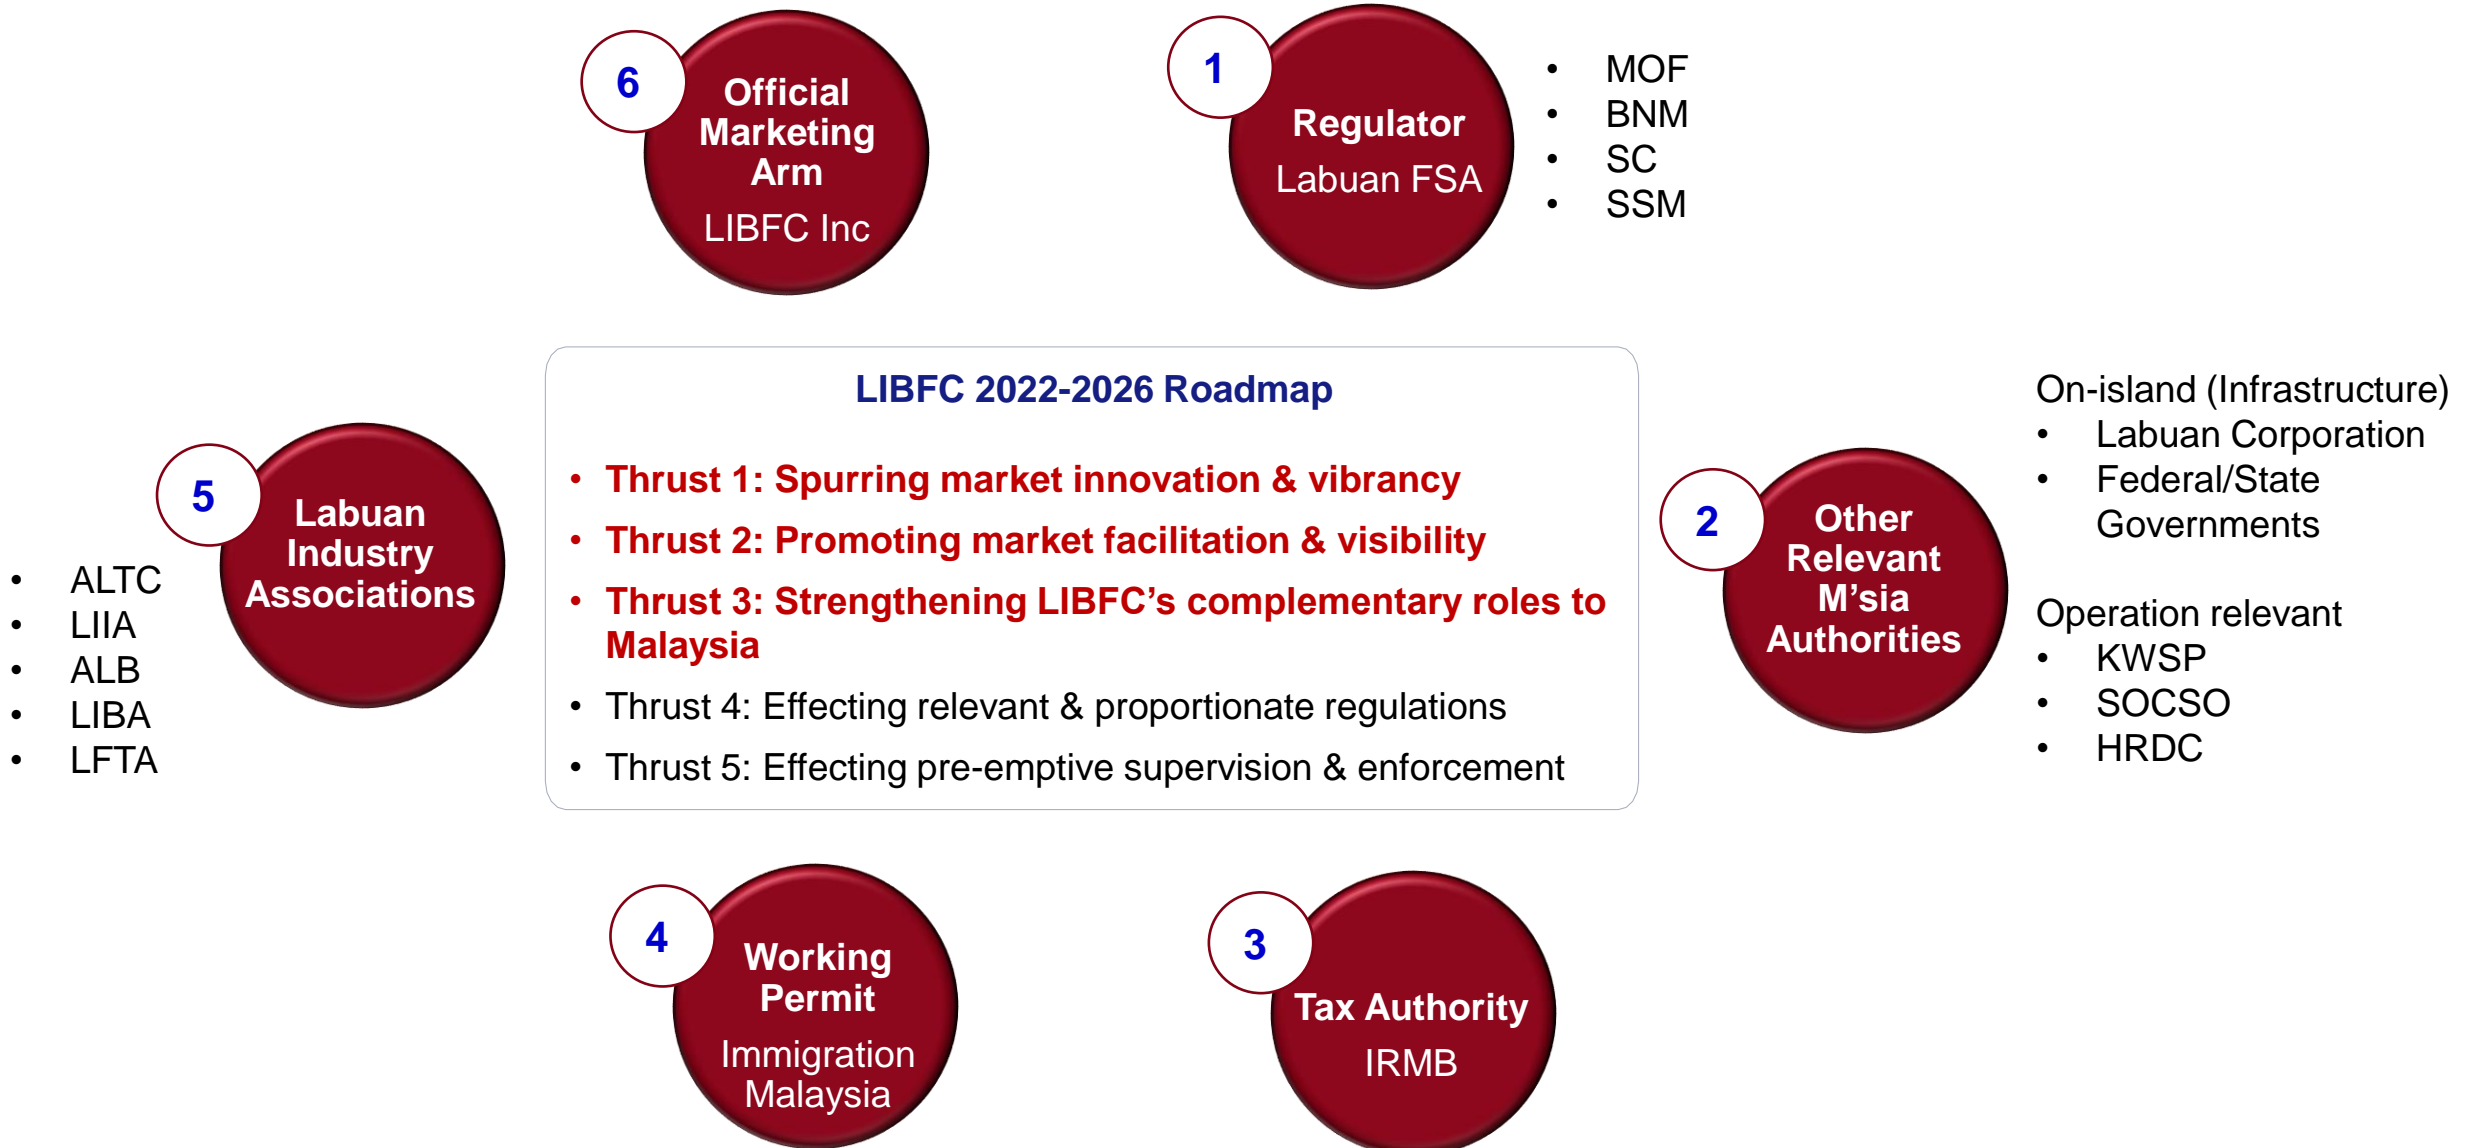 6
Official
Marketing
Arm
LIBFC Inc
1
Regulator
Labuan FSA
• MOF
• BNM
• SC
• SSM
LIBFC 2022-2026 Roadmap
• Thrust 1: Spurring market innovation & vibrancy
• Thrust 2: Promoting market facilitation & visibility
• Thrust 3: Strengthening LIBFC’s complementary roles to
Malaysia
• Thrust 4: Effecting relevant & proportionate regulations
• Thrust 5: Effecting pre-emptive supervision & enforcement
2
Other
Relevant
M'sia
Authorities
On-island (Infrastructure)
• Labuan Corporation
• Federal/State
Governments
Operation relevant
• KWSP
• SOCSO
• HRDC
5
Labuan
Industry
Associations
• ALTC
• LIIA
• ALB
• LIBA
• LFTA
4
Working
Permit
Immigration
Malaysia
3
Tax Authority
IRMB